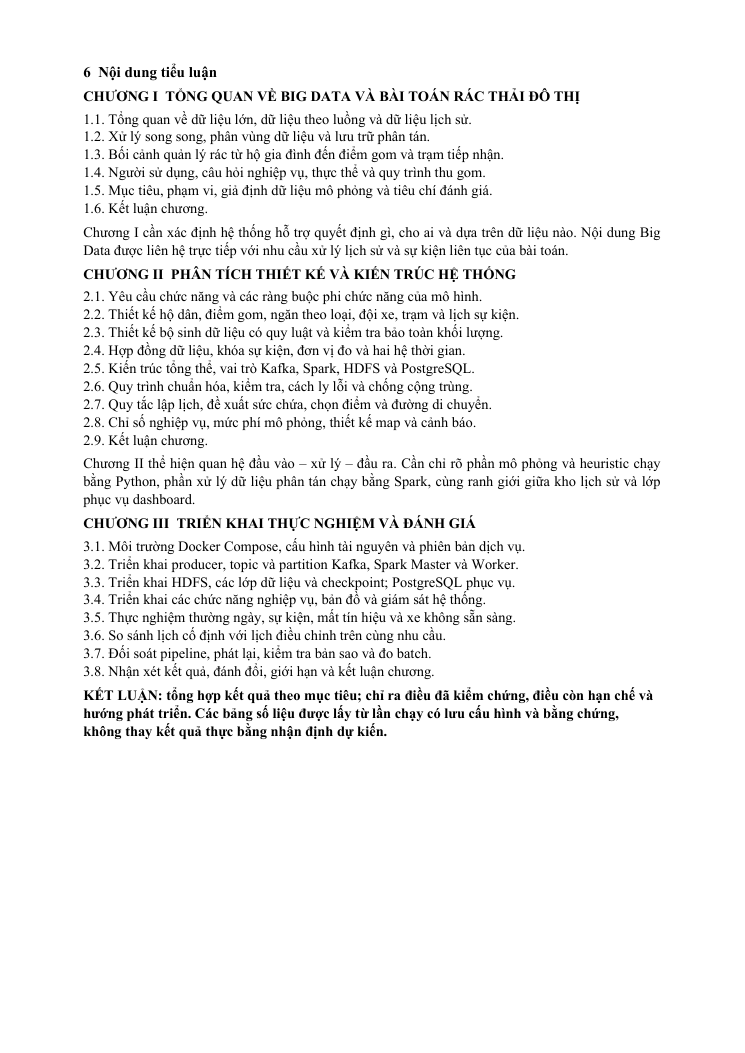 6 Nội dung tiểu luận
CHƯƠNG I TỔNG QUAN VỀ BIG DATA VÀ BÀI TOÁN RÁC THẢI ĐÔ THỊ
1.1. Tổng quan về dữ liệu lớn, dữ liệu theo luồng và dữ liệu lịch sử.
1.2. Xử lý song song, phân vùng dữ liệu và lưu trữ phân tán.
1.3. Bối cảnh quản lý rác từ hộ gia đình đến điểm gom và trạm tiếp nhận.
1.4. Người sử dụng, câu hỏi nghiệp vụ, thực thể và quy trình thu gom.
1.5. Mục tiêu, phạm vi, giả định dữ liệu mô phỏng và tiêu chí đánh giá.
1.6. Kết luận chương.
Chương I cần xác định hệ thống hỗ trợ quyết định gì, cho ai và dựa trên dữ liệu nào. Nội dung Big
Data được liên hệ trực tiếp với nhu cầu xử lý lịch sử và sự kiện liên tục của bài toán.
CHƯƠNG II PHÂN TÍCH THIẾT KẾ VÀ KIẾN TRÚC HỆ THỐNG
2.1. Yêu cầu chức năng và các ràng buộc phi chức năng của mô hình.
2.2. Thiết kế hộ dân, điểm gom, ngăn theo loại, đội xe, trạm và lịch sự kiện.
2.3. Thiết kế bộ sinh dữ liệu có quy luật và kiểm tra bảo toàn khối lượng.
2.4. Hợp đồng dữ liệu, khóa sự kiện, đơn vị đo và hai hệ thời gian.
2.5. Kiến trúc tổng thể, vai trò Kafka, Spark, HDFS và PostgreSQL.
2.6. Quy trình chuẩn hóa, kiểm tra, cách ly lỗi và chống cộng trùng.
2.7. Quy tắc lập lịch, đề xuất sức chứa, chọn điểm và đường di chuyển.
2.8. Chỉ số nghiệp vụ, mức phí mô phỏng, thiết kế map và cảnh báo.
2.9. Kết luận chương.
Chương II thể hiện quan hệ đầu vào – xử lý – đầu ra. Cần chỉ rõ phần mô phỏng và heuristic chạy
bằng Python, phần xử lý dữ liệu phân tán chạy bằng Spark, cùng ranh giới giữa kho lịch sử và lớp
phục vụ dashboard.
CHƯƠNG III TRIỂN KHAI THỰC NGHIỆM VÀ ĐÁNH GIÁ
3.1. Môi trường Docker Compose, cấu hình tài nguyên và phiên bản dịch vụ.
3.2. Triển khai producer, topic và partition Kafka, Spark Master và Worker.
3.3. Triển khai HDFS, các lớp dữ liệu và checkpoint; PostgreSQL phục vụ.
3.4. Triển khai các chức năng nghiệp vụ, bản đồ và giám sát hệ thống.
3.5. Thực nghiệm thường ngày, sự kiện, mất tín hiệu và xe không sẵn sàng.
3.6. So sánh lịch cố định với lịch điều chỉnh trên cùng nhu cầu.
3.7. Đối soát pipeline, phát lại, kiểm tra bản sao và đo batch.
3.8. Nhận xét kết quả, đánh đổi, giới hạn và kết luận chương.
KẾT LUẬN: tổng hợp kết quả theo mục tiêu; chỉ ra điều đã kiểm chứng, điều còn hạn chế và
hướng phát triển. Các bảng số liệu được lấy từ lần chạy có lưu cấu hình và bằng chứng,
không thay kết quả thực bằng nhận định dự kiến.